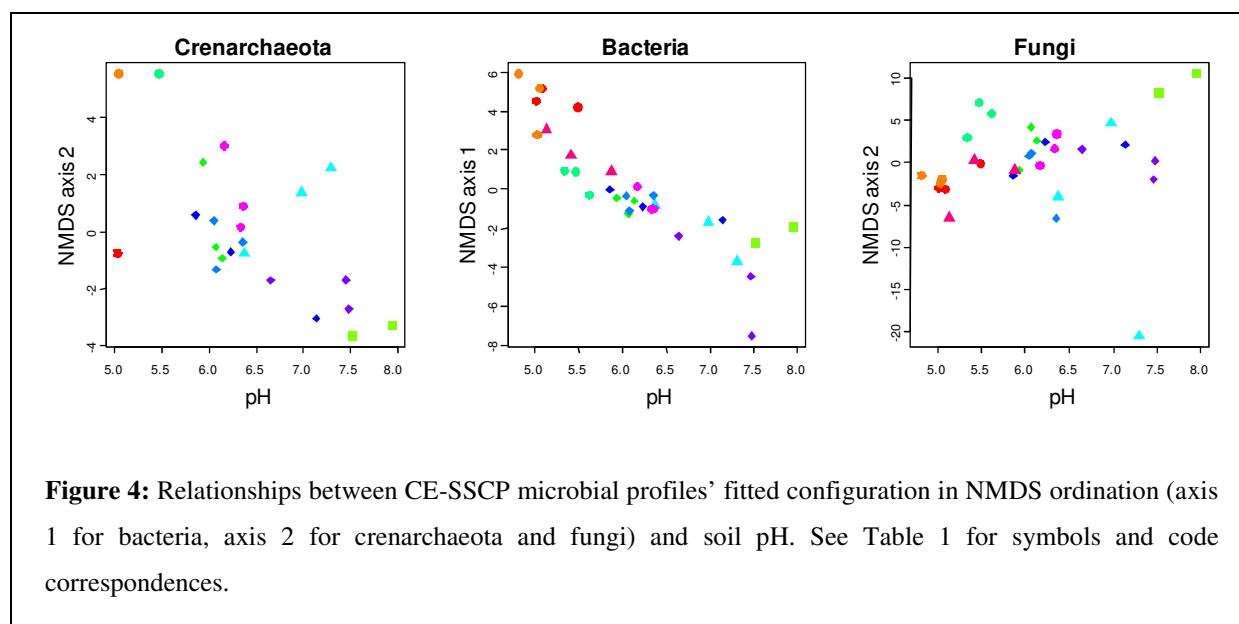 Crenarchaeota
Bacteria
Fungi
NMDS axis 2
4
2
0
-2
-4
5.0 5.5 6.0 6.5 7.0 7.5 8.0
pH
NMDS axis 1
6
4
2
0
-2
-4
-6
-8
5.0 5.5 6.0 6.5 7.0 7.5 8.0
pH
NMDS axis 2
10
5
0
-5
-10
-15
-20
5.0 5.5 6.0 6.5 7.0 7.5 8.0
pH
Figure 4: Relationships between CE-SSCP microbial profiles’ fitted configuration in NMDS ordination (axis
1 for bacteria, axis 2 for crenarchaeota and fungi) and soil pH. See Table 1 for symbols and code
correspondences.